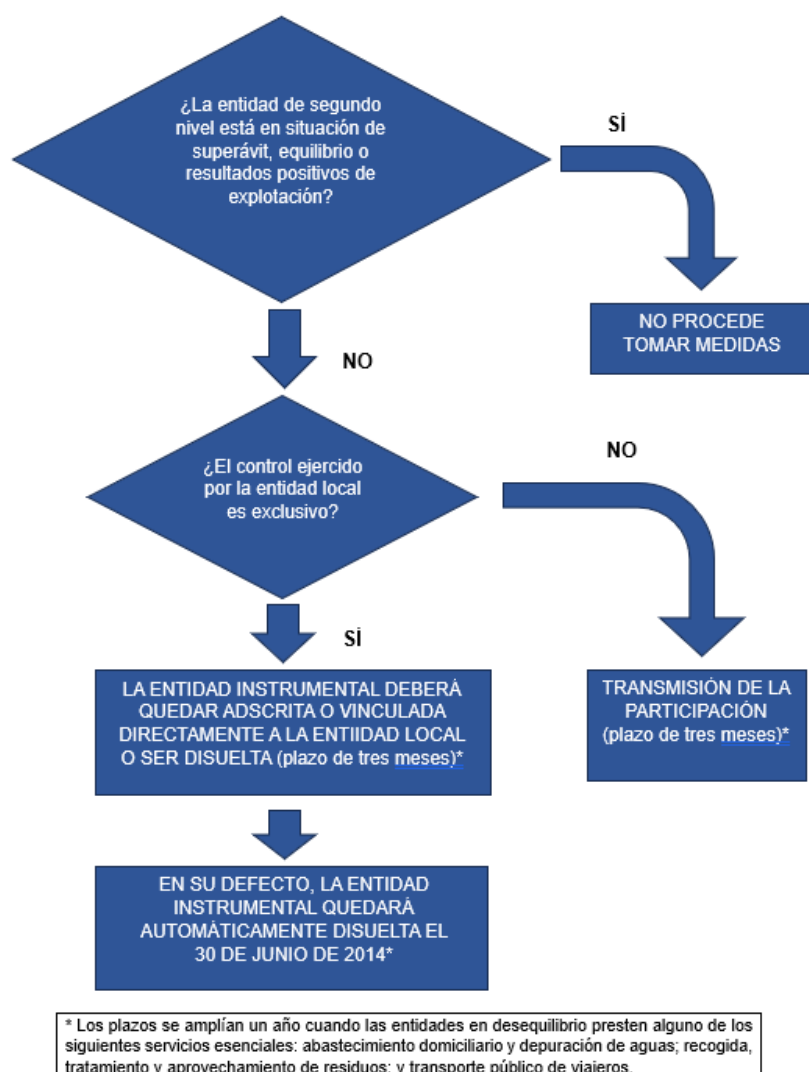 ¿La entidad de segundo
nivel está en situación de
superávit, equilibrio o
resultados positivos de
explotación?
SÍ
NO PROCEDE
TOMAR MEDIDAS
NO
¿El control ejercido
por la entidad local
es exclusivo?
NO
SÍ
LA ENTIDAD INSTRUMENTAL DEBERÁ
QUEDAR ADSCRITA O VINCULADA
DIRECTAMENTE A LA ENTIIDAD LOCAL
O SER DISUELTA (plazo de tres meses)*
TRANSMISIÓN DE LA
PARTICIPACIÓN
(plazo de tres meses)*
EN SU DEFECTO, LA ENTIDAD
INSTRUMENTAL QUEDARÁ
AUTOMÁTICAMENTE DISUELTA EL
30 DE JUNIO DE 2014*
* Los plazos se amplían un año cuando las entidades en desequilibrio presten alguno de los
siguientes servicios esenciales: abastecimiento domiciliario y depuración de aguas; recogida,
tratamiento y aprovechamiento de residuos; y transporte público de viajeros.